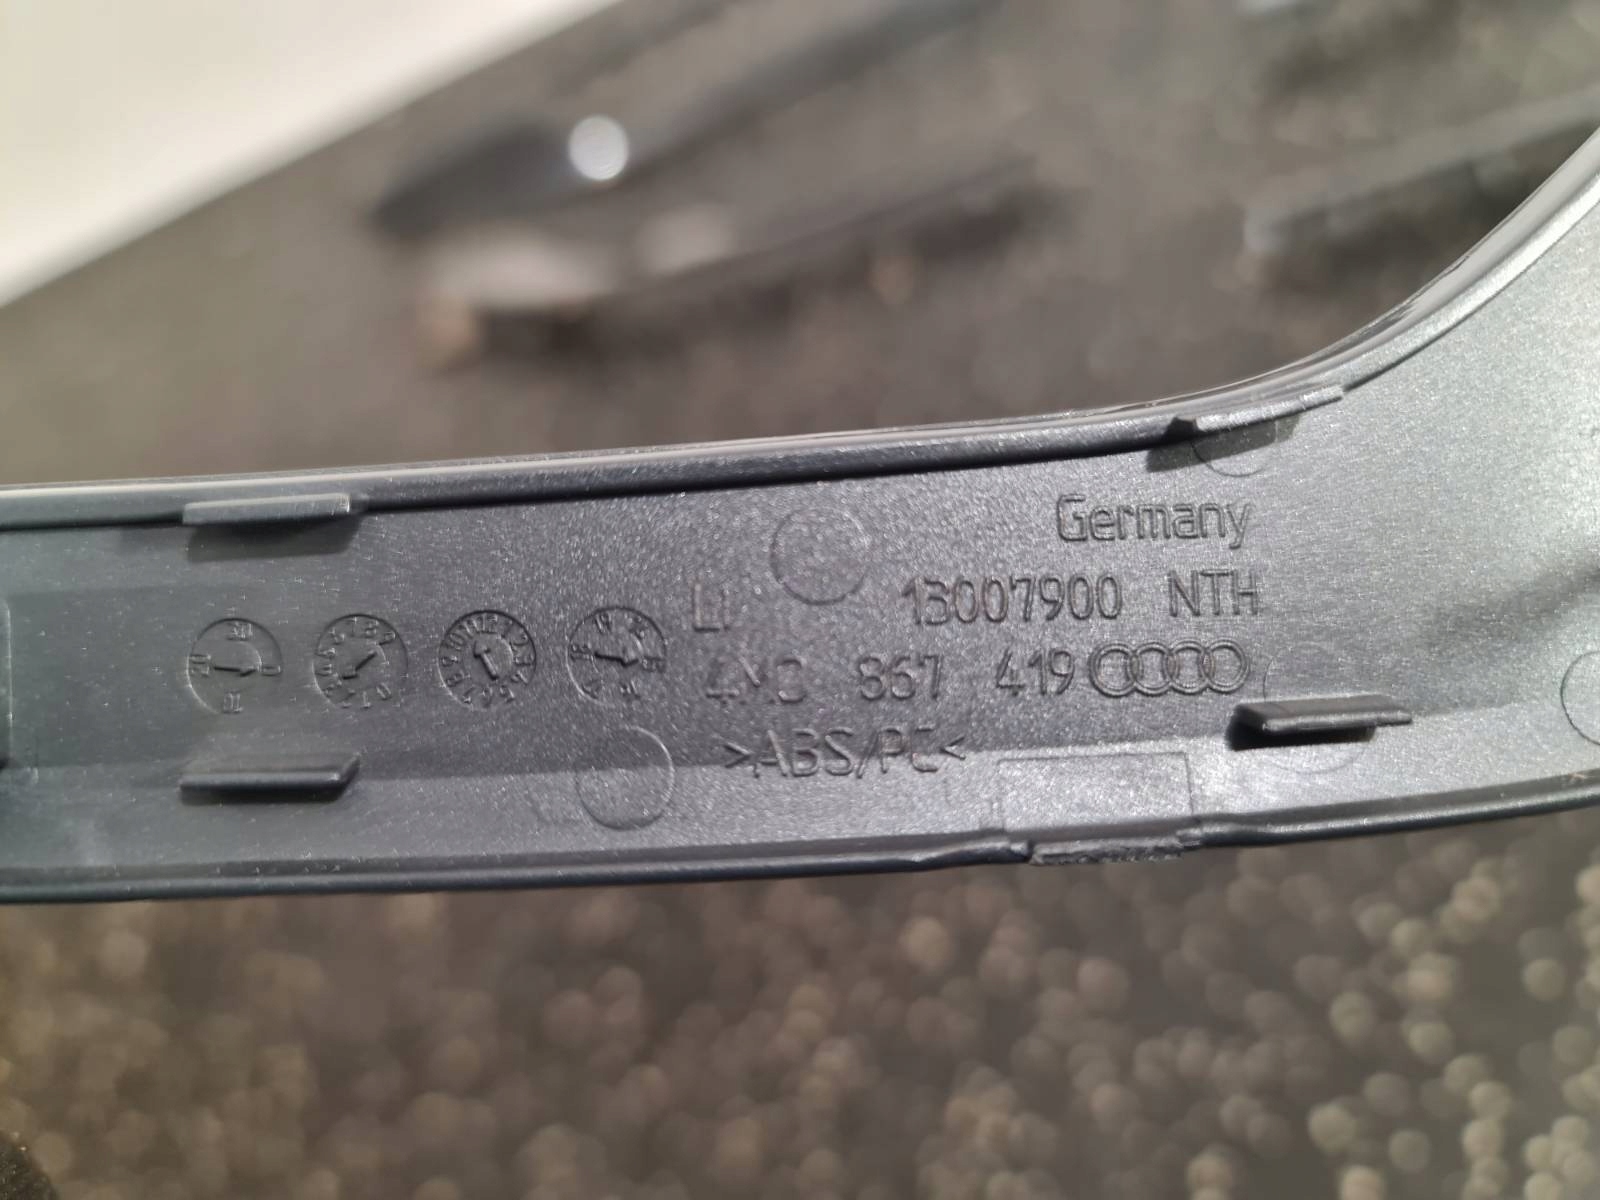 Germany
LI 13007900 NTH
4M0 867 419
>ABS/PC<